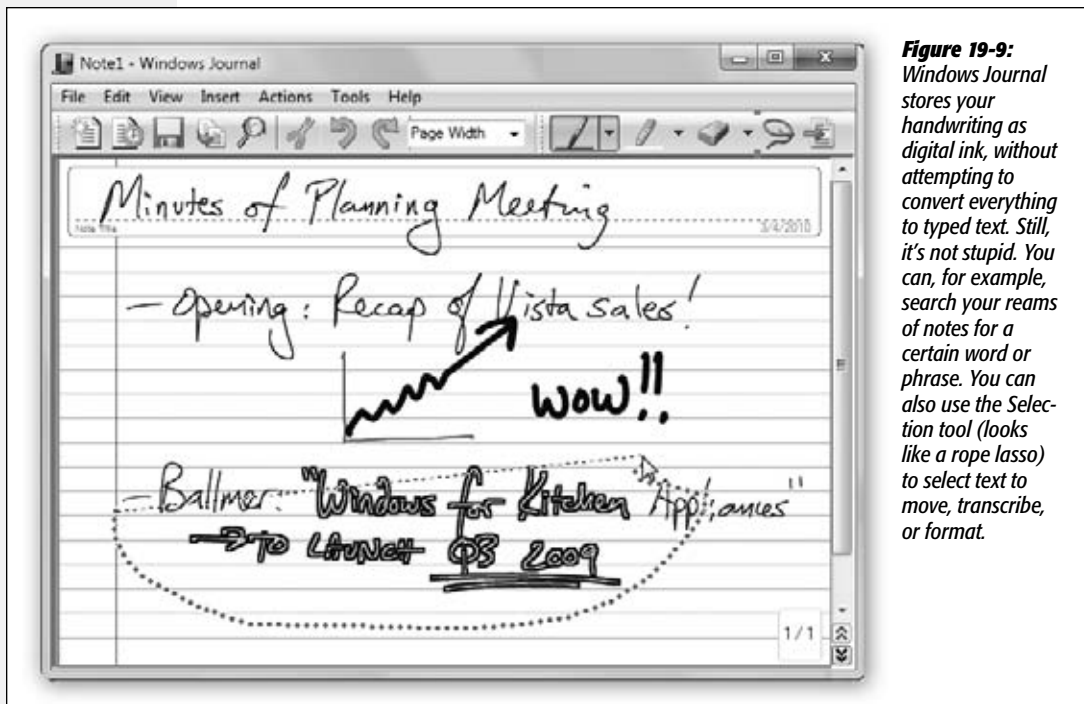 Note1 - Windows Journal
File Edit View Insert Actions Tools Help
Page Width
Minutes of Planning Meeting
Note Title
3/4/2010
- Opening: Recap of Vista sales!
WOW!!
- Ballmer: "Windows for Kitchen Appliances"
→ TO LAUNCH Q3 2009
1/1
Figure 19-9:
Windows Journal
stores your
handwriting as
digital ink, without
attempting to
convert everything
to typed text. Still,
it's not stupid. You
can, for example,
search your reams
of notes for a
certain word or
phrase. You can
also use the Selec-
tion tool (looks
like a rope lasso)
to select text to
move, transcribe,
or format.